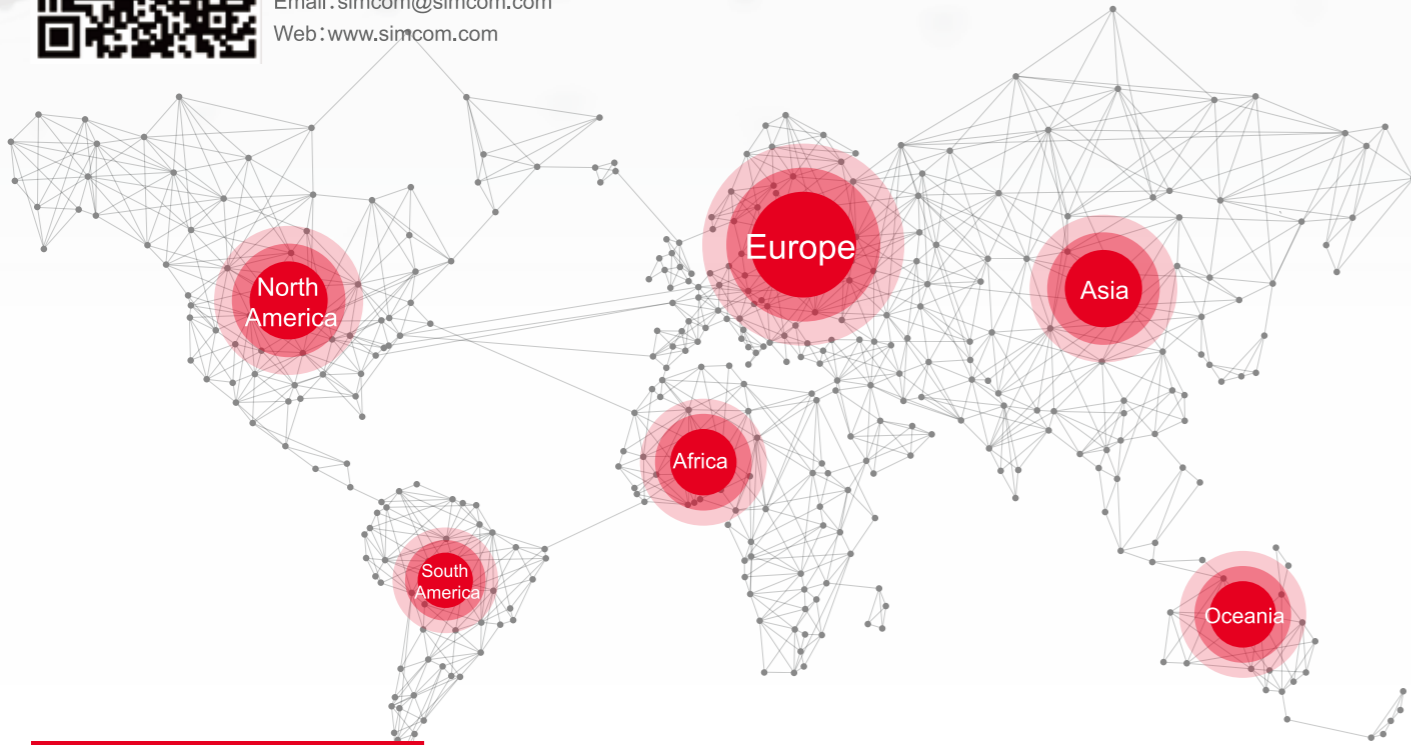 Email:simcom@simcom.com
Web:www.simcom.com
Europe
North
America
Asia
Africa
South
America
Oceania